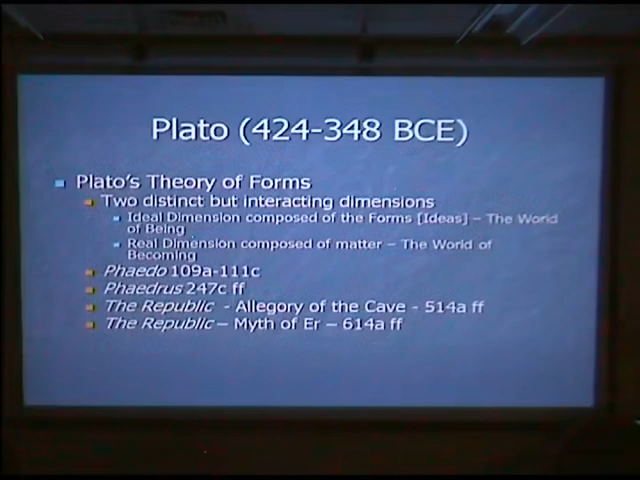 Plato (424-348 BCE)
Plato's Theory of Forms
Two distinct but interacting dimensions
Ideal Dimension composed of the Forms [Ideas] – The World
of Being
Real Dimension composed of matter – The World of
Becoming
Phaedo 109a-111c
Phaedrus 247c ff
The Republic - Allegory of the Cave - 514a ff
The Republic – Myth of Er – 614a ff